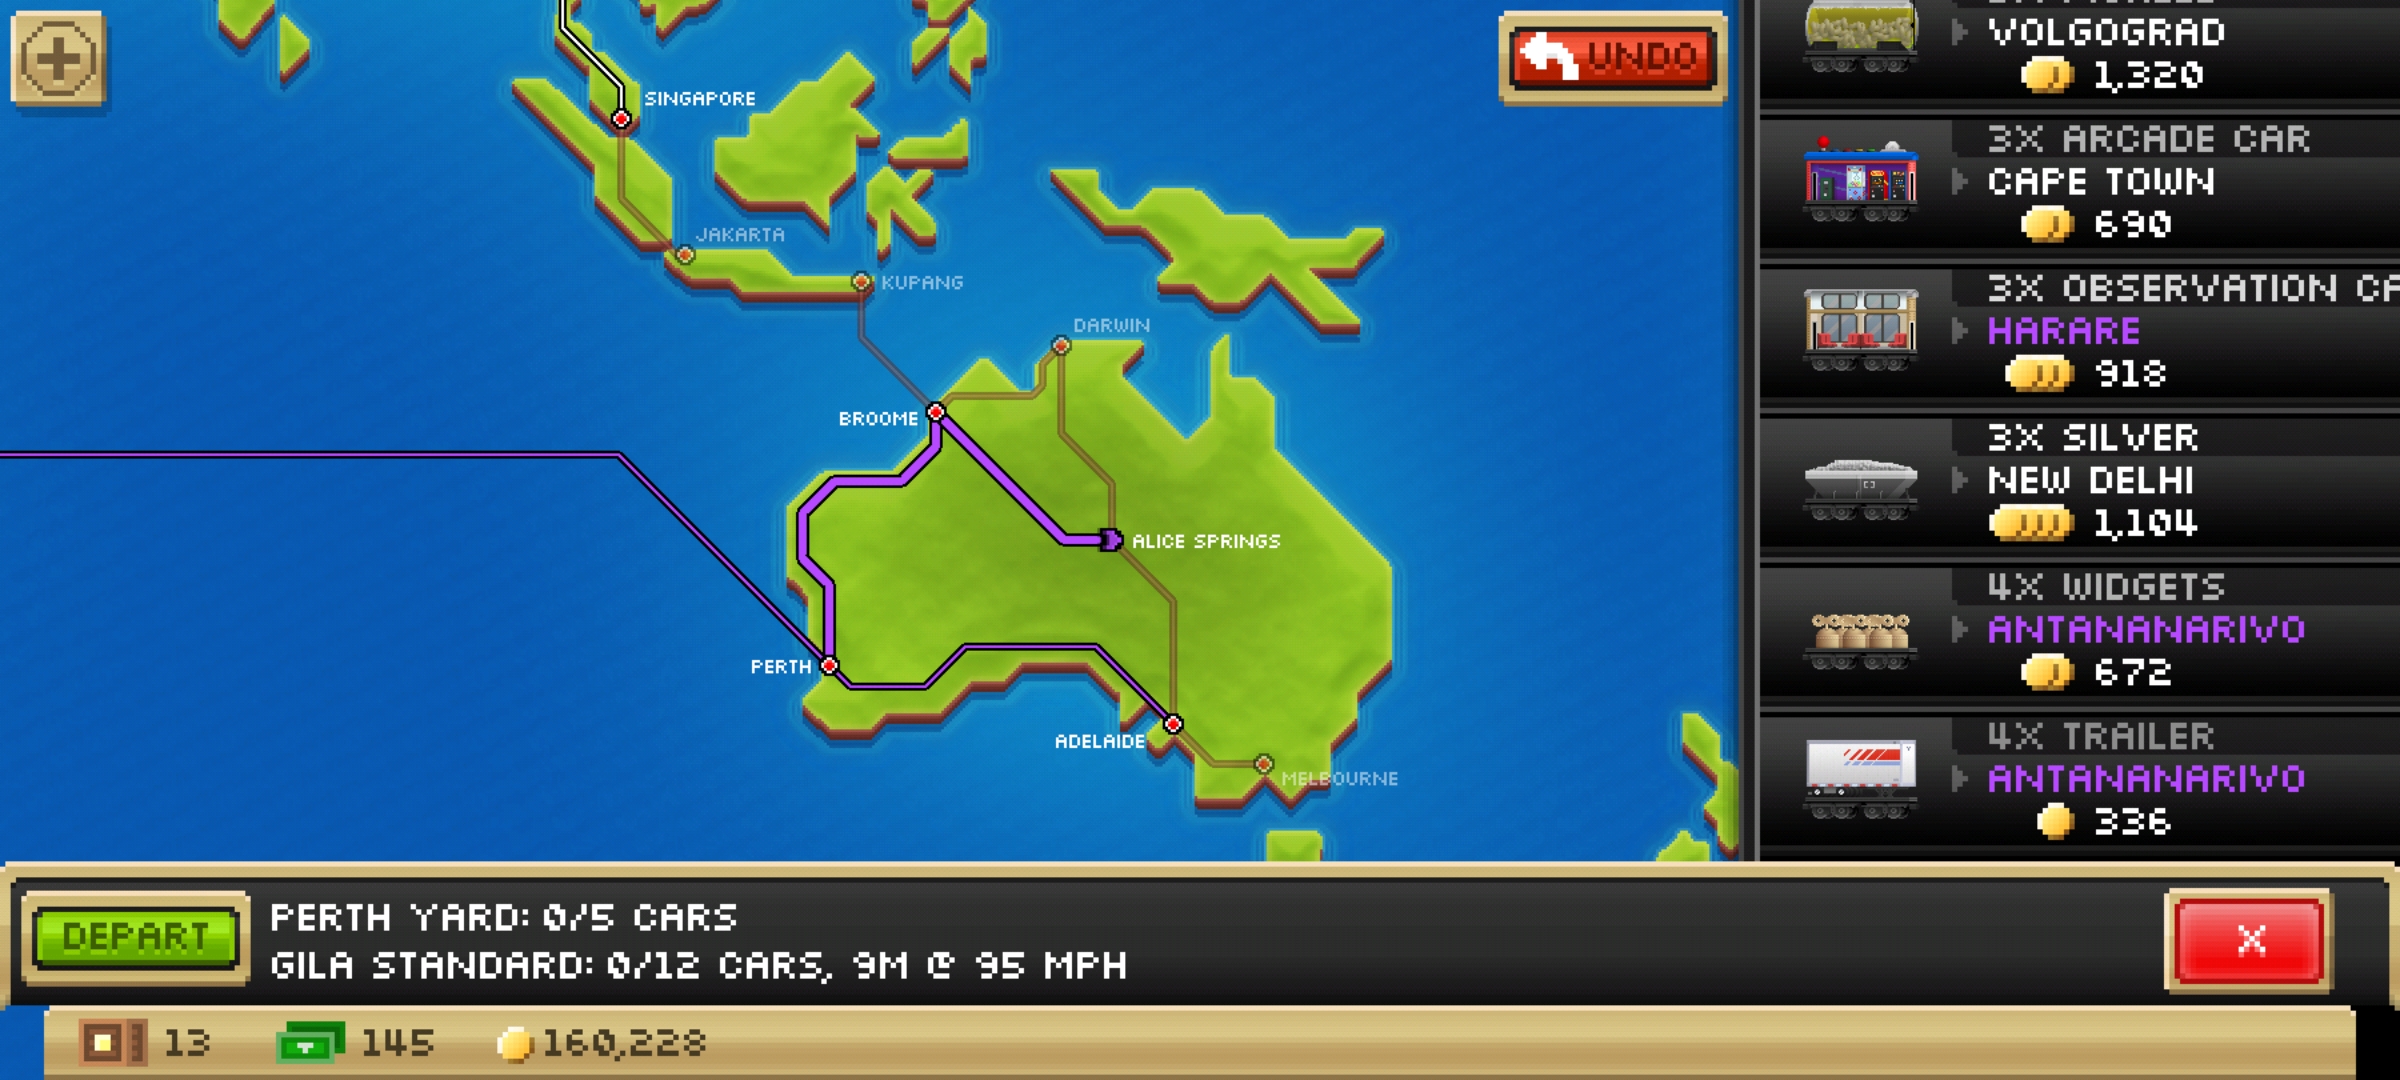 UNDO
SINGAPORE
JAKARTA
KUPANG
DARWIN
BROOME
ALICE SPRINGS
PERTH
ADELAIDE
MELBOURNE
VOLGOGRAD
1,320
3X ARCADE CAR
CAPE TOWN
690
3X OBSERVATION CA
HARARE
918
3X SILVER
NEW DELHI
1,104
4X WIDGETS
ANTANANARIVO
672
4X TRAILER
ANTANANARIVO
336
DEPART
PERTH YARD: 0/5 CARS
GILA STANDARD: 0/12 CARS, 9M @ 95 MPH
X
13
145
160,228